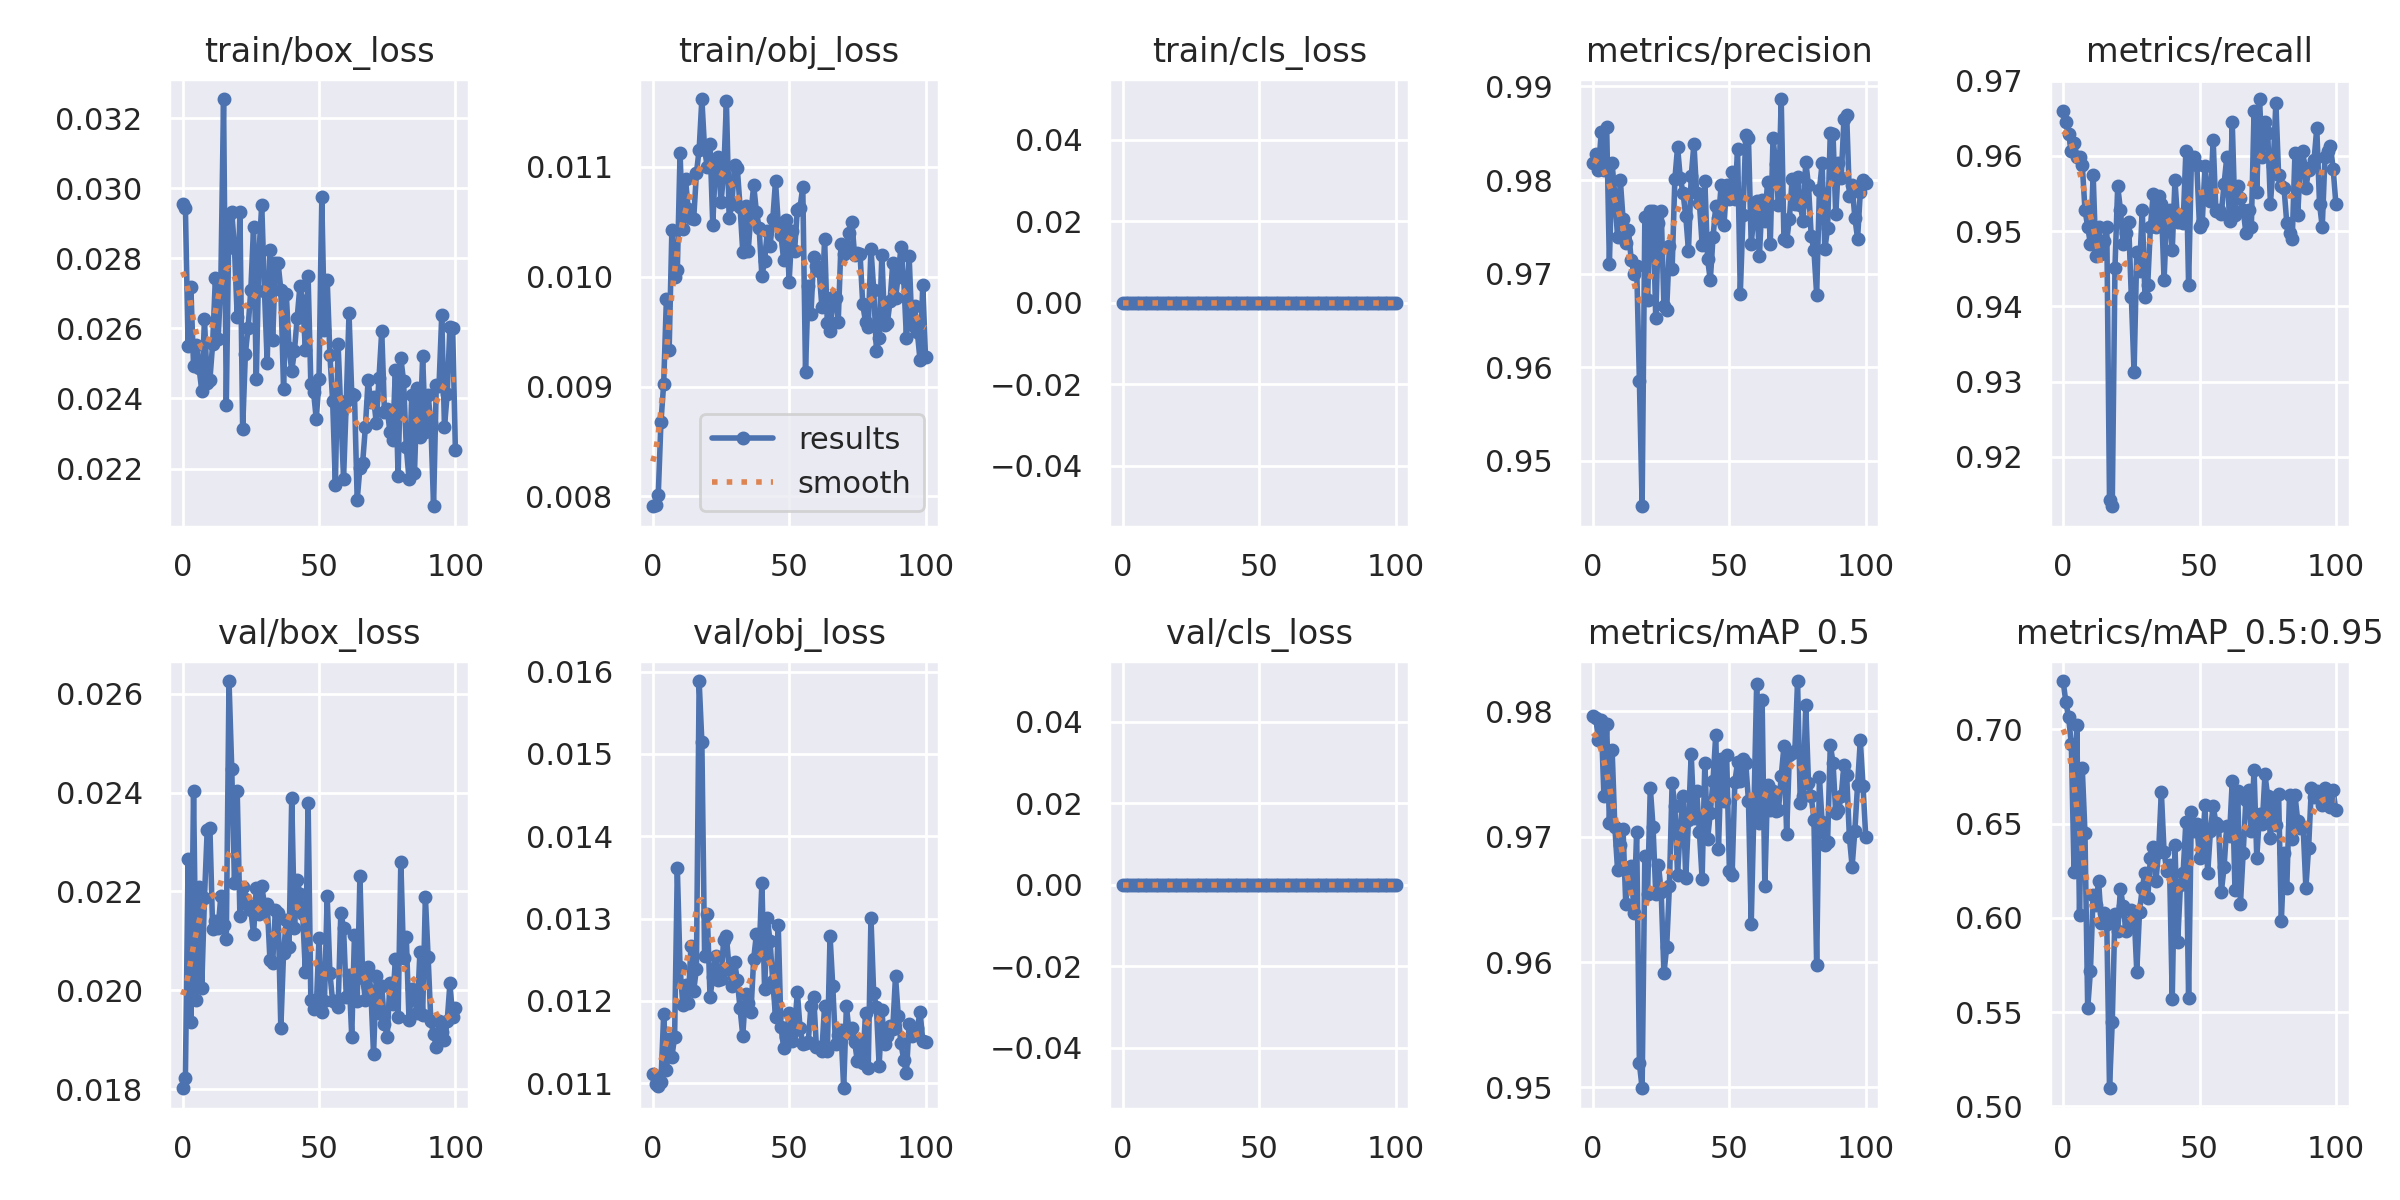 train/box_loss
0.032
0.030
0.028
0.026
0.024
0.022
0 50 100
train/obj_loss
0.011
0.010
0.009
0.008
results
smooth
0 50 100
train/cls_loss
0.04
0.02
0.00
−0.02
−0.04
0 50 100
metrics/precision
0.99
0.98
0.97
0.96
0.95
0 50 100
metrics/recall
0.97
0.96
0.95
0.94
0.93
0.92
0 50 100
val/box_loss
0.026
0.024
0.022
0.020
0.018
0 50 100
val/obj_loss
0.016
0.015
0.014
0.013
0.012
0.011
0 50 100
val/cls_loss
0.04
0.02
0.00
−0.02
−0.04
0 50 100
metrics/mAP_0.5
0.98
0.97
0.96
0.95
0 50 100
metrics/mAP_0.5:0.95
0.70
0.65
0.60
0.55
0.50
0 50 100